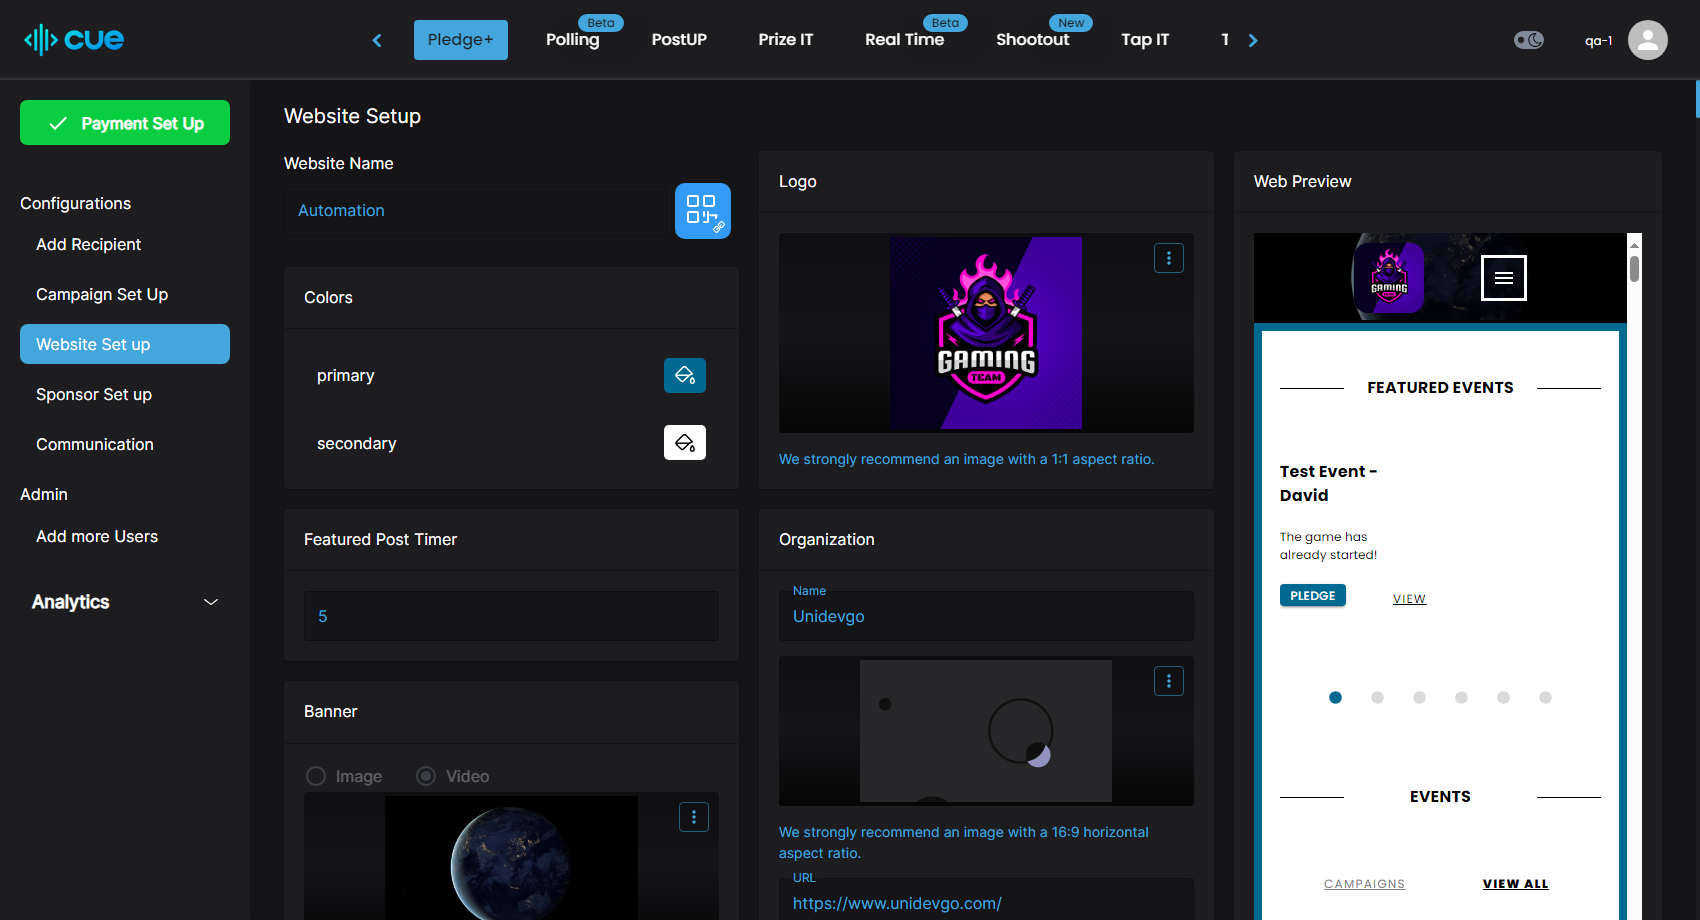 cue
Pledge+
Beta
Polling
PostUP
Prize IT
Beta
Real Time
New
Shootout
Tap IT
T
qa-1
Payment Set Up
Configurations
Add Recipient
Campaign Set Up
Website Set up
Sponsor Set up
Communication
Admin
Add more Users
Analytics
Website Setup
Website Name
Automation
Colors
primary
secondary
Featured Post Timer
5
Banner
Image
Video
Logo
GAMING
TEAM
We strongly recommend an image with a 1:1 aspect ratio.
Organization
Name
Unidevgo
We strongly recommend an image with a 16:9 horizontal
aspect ratio.
URL
https://www.unidevgo.com/
Web Preview
GAMING
TEAM
FEATURED EVENTS
Test Event -
David
The game has
already started!
PLEDGE
VIEW
EVENTS
CAMPAIGNS
VIEW ALL